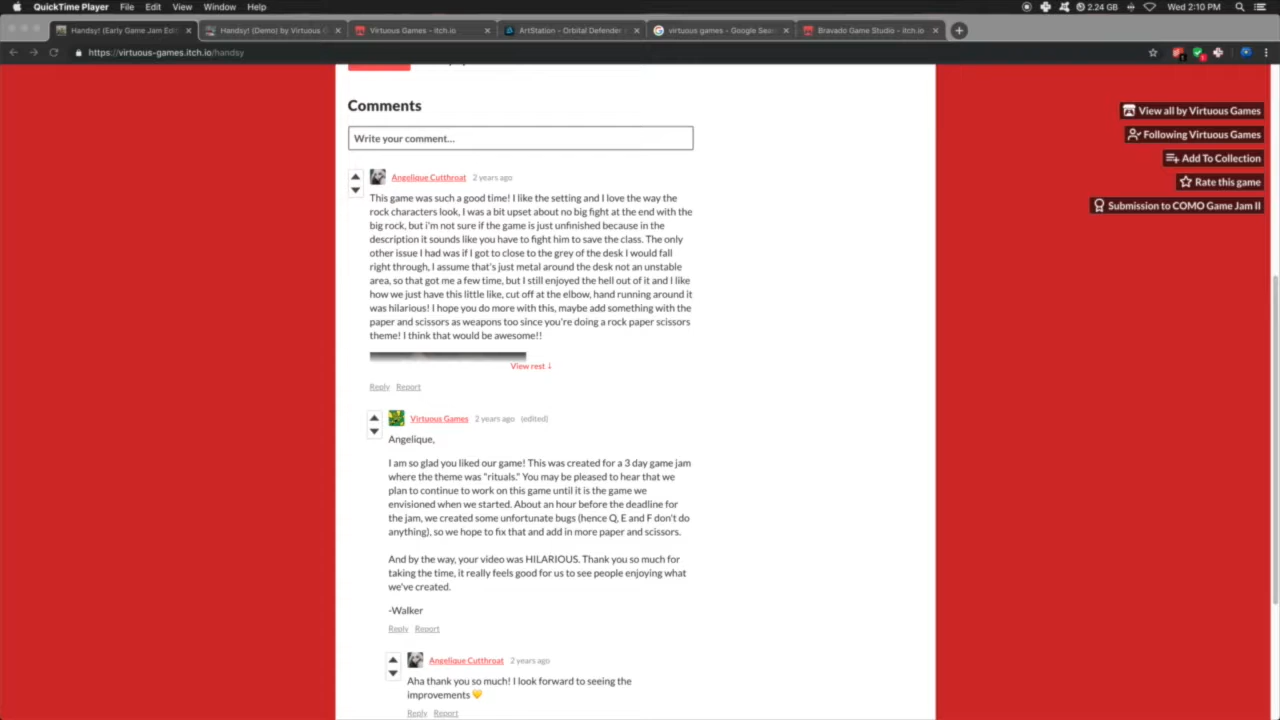 QuickTime Player File Edit View Window Help
2.24 GB Wed 2:10 PM
Handsy! (Early Game Jam Edit
Handsy! (Demo) by Virtuous G
Virtuous Games - itch.io
ArtStation - Orbital Defender
virtuous games - Google Sea
Bravado Game Studio - itch.io
https://virtuous-games.itch.io/handsy
View all by Virtuous Games
Following Virtuous Games
Add To Collection
Rate this game
Submission to COMO Game Jam II
Comments
Write your comment...
Angelique Cutthroat 2 years ago
This game was such a good time! I like the setting and I love the way the
rock characters look, I was a bit upset about no big fight at the end with the
big rock, but i'm not sure if the game is just unfinished because in the
description it sounds like you have to fight him to save the class. The only
other issue I had was if I got to close to the grey of the desk I would fall
right through, I assume that's just metal around the desk not an unstable
area, so that got me a few time, but I still enjoyed the hell out of it and I like
how we just have this little like, cut off at the elbow, hand running around it
was hilarious! I hope you do more with this, maybe add something with the
paper and scissors as weapons too since you're doing a rock paper scissors
theme! I think that would be awesome!!
View rest ↓
Reply Report
Virtuous Games 2 years ago (edited)
Angelique,
I am so glad you liked our game! This was created for a 3 day game jam
where the theme was "rituals." You may be pleased to hear that we
plan to continue to work on this game until it is the game we
envisioned when we started. About an hour before the deadline for
the jam, we created some unfortunate bugs (hence Q, E and F don't do
anything), so we hope to fix that and add in more paper and scissors.
And by the way, your video was HILARIOUS. Thank you so much for
taking the time, it really feels good for us to see people enjoying what
we've created.
-Walker
Reply Report
Angelique Cutthroat 2 years ago
Aha thank you so much! I look forward to seeing the
improvements 💛
Reply Report